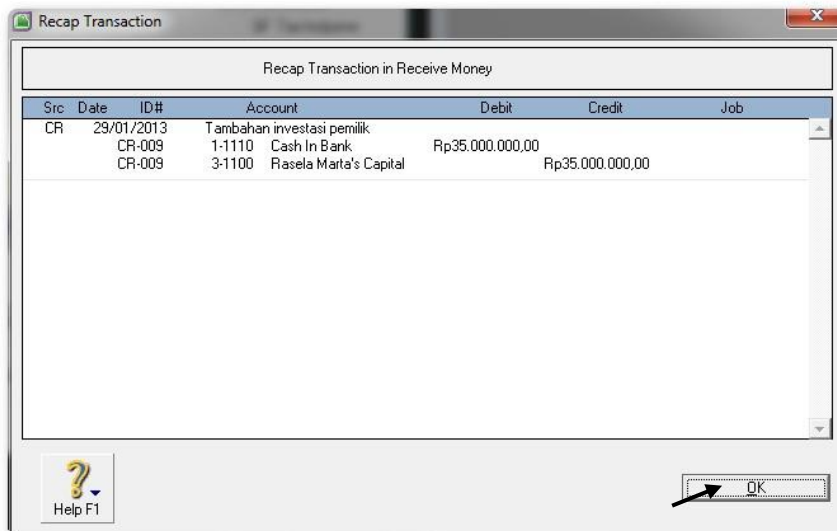 Recap Transaction
Recap Transaction in Receive Money
Src Date ID# Account Debit Credit Job
CR 29/01/2013 Tambahan investasi pemilik
CR-009 1-1110 Cash In Bank Rp35.000.000,00
CR-009 3-1100 Rasela Marta's Capital Rp35.000.000,00
Help F1
OK